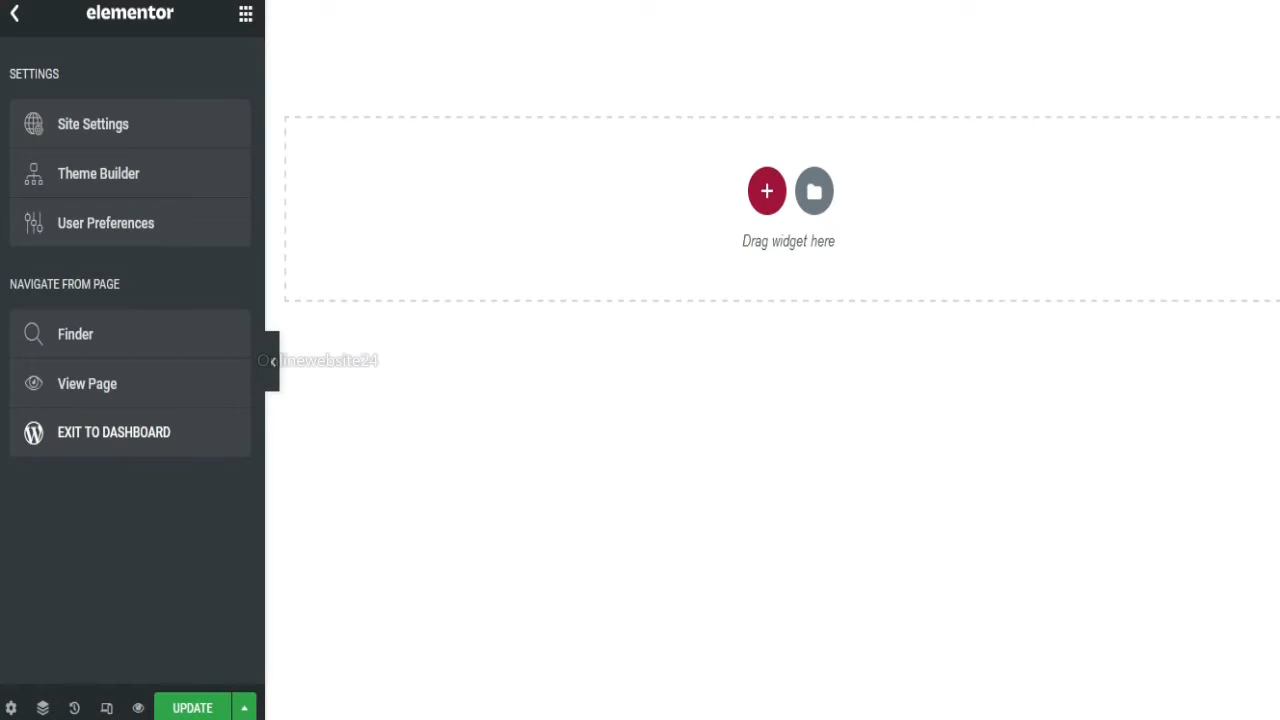 elementor
SETTINGS
Site Settings
Theme Builder
User Preferences
NAVIGATE FROM PAGE
Finder
View Page
EXIT TO DASHBOARD
UPDATE
Drag widget here
Onlinewebsite24